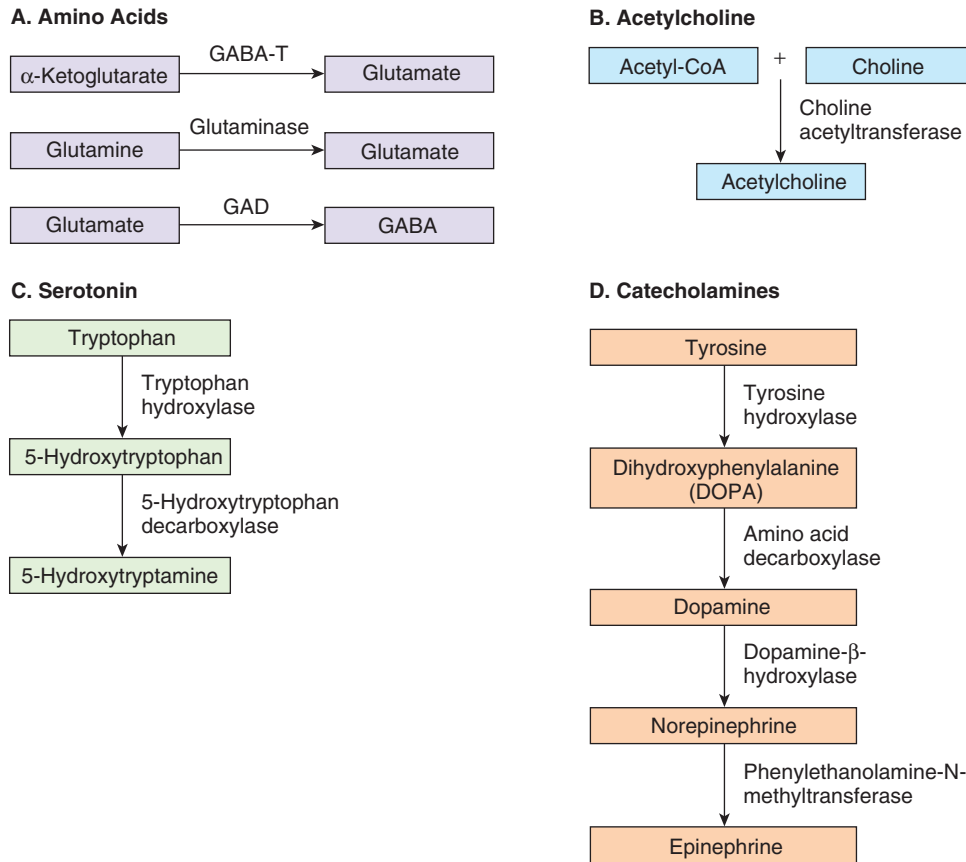 A. Amino Acids
α-Ketoglutarate
GABA-T
Glutamate
Glutamine
Glutaminase
Glutamate
Glutamate
GAD
GABA
B. Acetylcholine
Acetyl-CoA
+
Choline
Choline
acetyltransferase
Acetylcholine
C. Serotonin
Tryptophan
Tryptophan
hydroxylase
5-Hydroxytryptophan
5-Hydroxytryptophan
decarboxylase
5-Hydroxytryptamine
D. Catecholamines
Tyrosine
Tyrosine
hydroxylase
Dihydroxyphenylalanine
(DOPA)
Amino acid
decarboxylase
Dopamine
Dopamine-β-
hydroxylase
Norepinephrine
Phenylethanolamine-N-
methyltransferase
Epinephrine